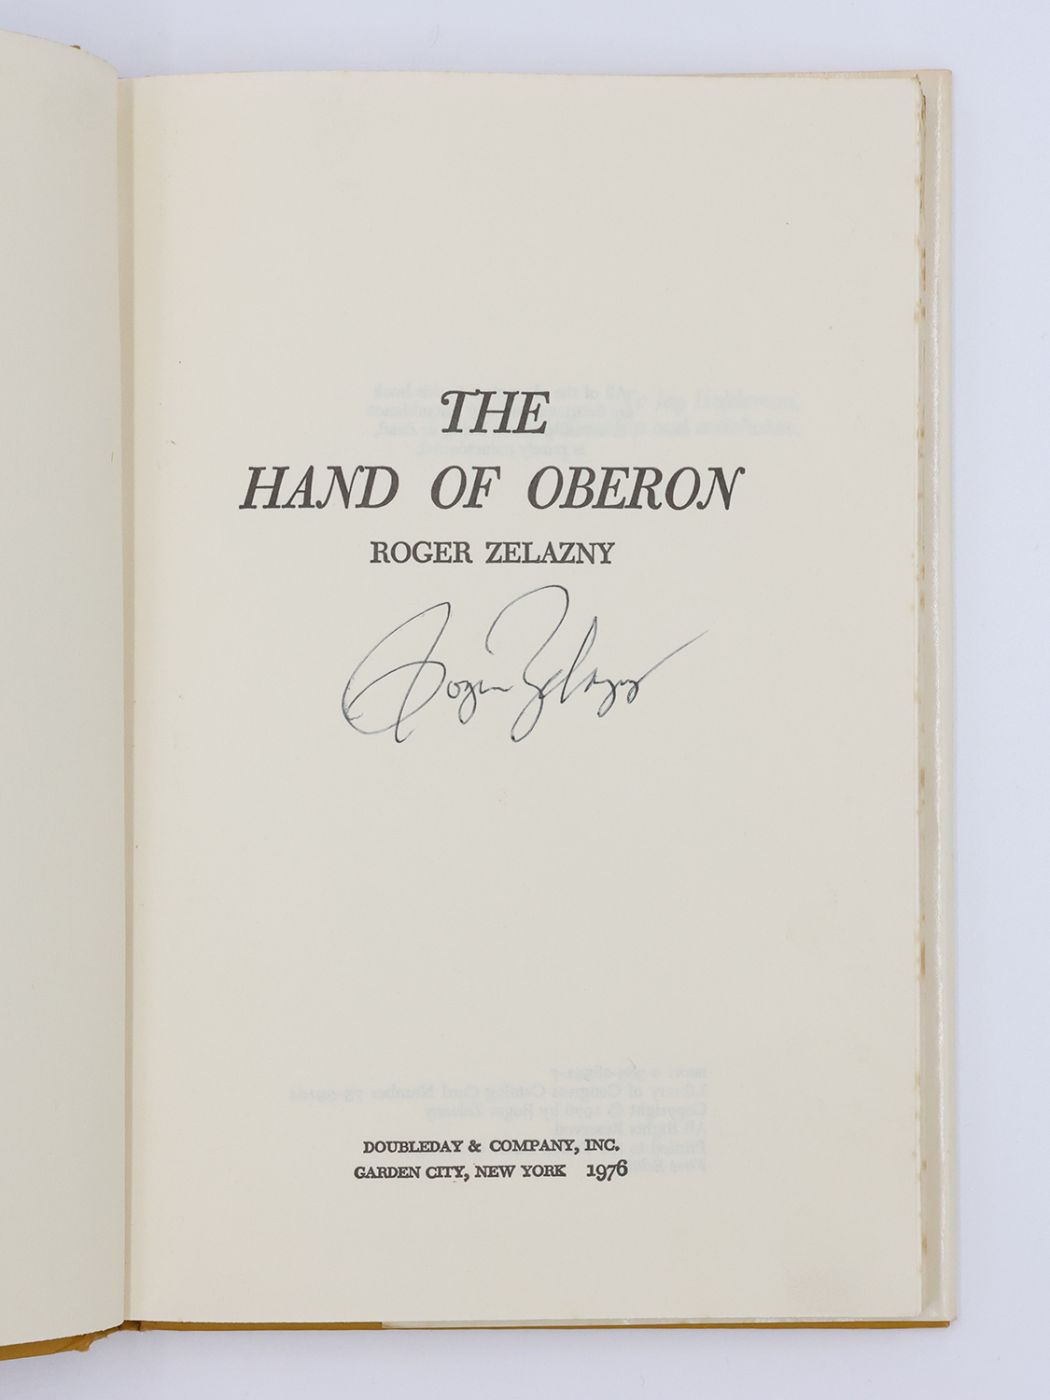 THE
HAND OF OBERON
ROGER ZELAZNY
Roger Zelazny
DOUBLEDAY & COMPANY, INC.
GARDEN CITY, NEW YORK 1976